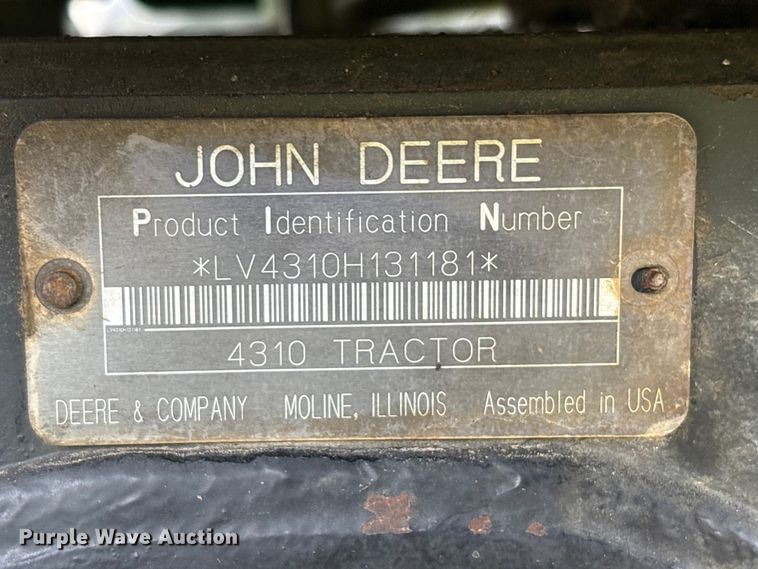 JOHN DEERE
Product Identification Number
*LV4310H131181*
4310 TRACTOR
DEERE & COMPANY MOLINE, ILLINOIS Assembled in USA
Purple Wave Auction